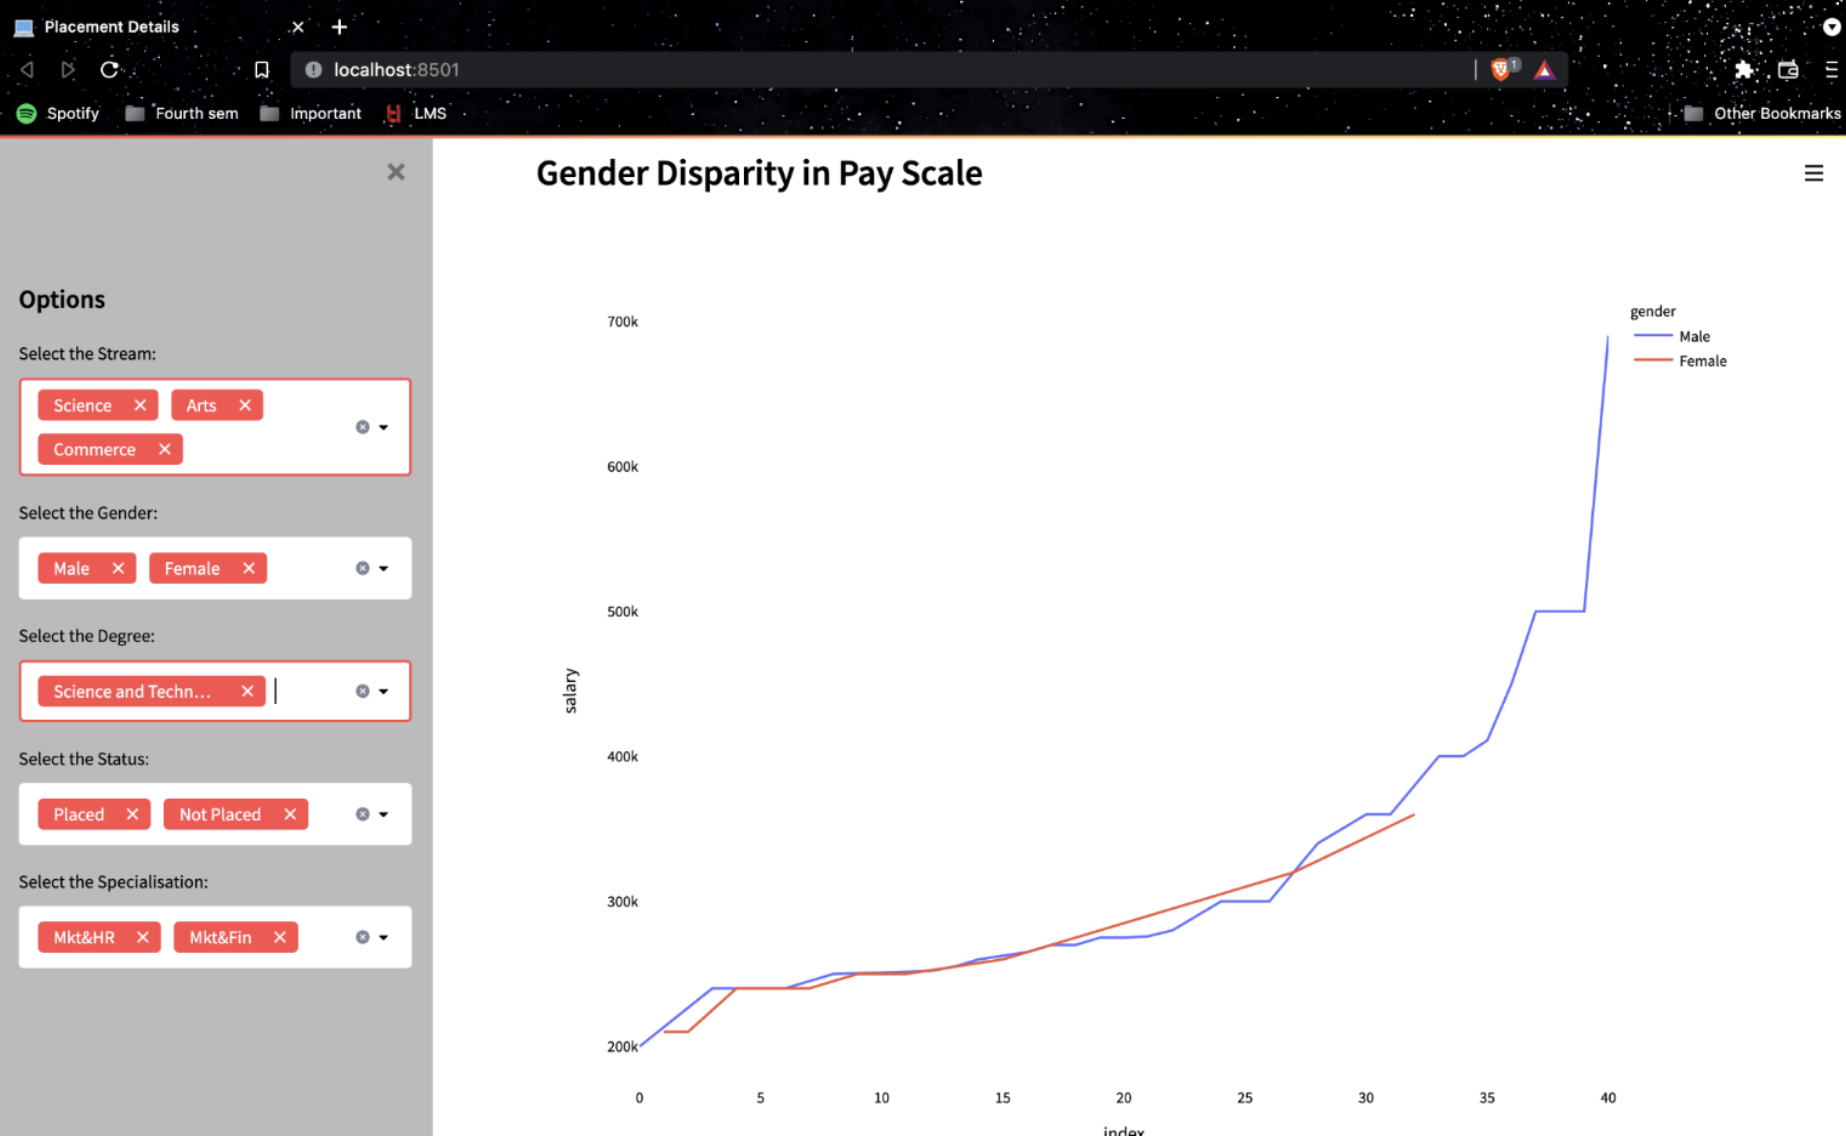 Placement Details
localhost:8501
1
Spotify
Fourth sem
Important
LMS
Other Bookmarks
Options
Select the Stream:
Science
Arts
Commerce
Select the Gender:
Male
Female
Select the Degree:
Science and Techn...
Select the Status:
Placed
Not Placed
Select the Specialisation:
Mkt&HR
Mkt&Fin
Gender Disparity in Pay Scale
700k
600k
500k
400k
300k
200k
salary
0 5 10 15 20 25 30 35 40
index
gender
Male
Female